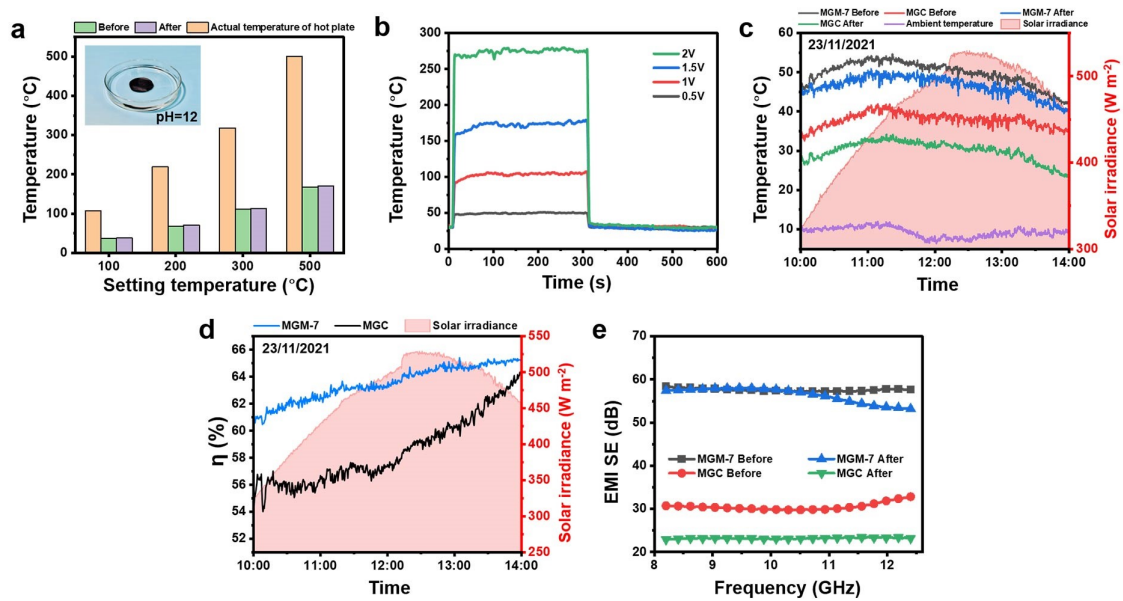 a
Before After Actual temperature of hot plate
500
400
300
200
100
0
Temperature (°C)
pH=12
100 200 300 500
Setting temperature (°C)
b
300
250
200
150
100
50
0
Temperature (°C)
2V
1.5V
1V
0.5V
0 100 200 300 400 500 600
Time (s)
c
MGM-7 Before MGC Before MGM-7 After
MGC After Ambient temperature Solar irradiance
23/11/2021
60
50
40
30
20
10
Temperature (°C)
500
400
300
Solar irradiance (W m-2)
10:00 11:00 12:00 13:00 14:00
Time
d
MGM-7 MGC Solar irradiance
23/11/2021
66
64
62
60
58
56
54
52
η (%)
550
500
450
400
350
300
250
Solar irradiance (W m-2)
10:00 11:00 12:00 13:00 14:00
Time
e
70
60
50
40
30
20
EMI SE (dB)
MGM-7 Before MGM-7 After
MGC Before MGC After
8 9 10 11 12
Frequency (GHz)